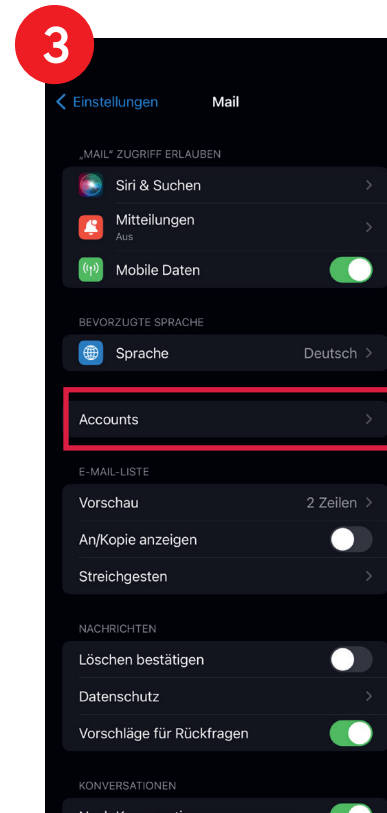 3
Einstellungen Mail
„MAIL“ ZUGRIFF ERLAUBEN
Siri & Suchen
Mitteilungen
Aus
Mobile Daten
BEVORZUGTE SPRACHE
Sprache Deutsch
Accounts
E-MAIL-LISTE
Vorschau 2 Zeilen
An/Kopie anzeigen
Streichgesten
NACHRICHTEN
Löschen bestätigen
Datenschutz
Vorschläge für Rückfragen
KONVERSATIONEN